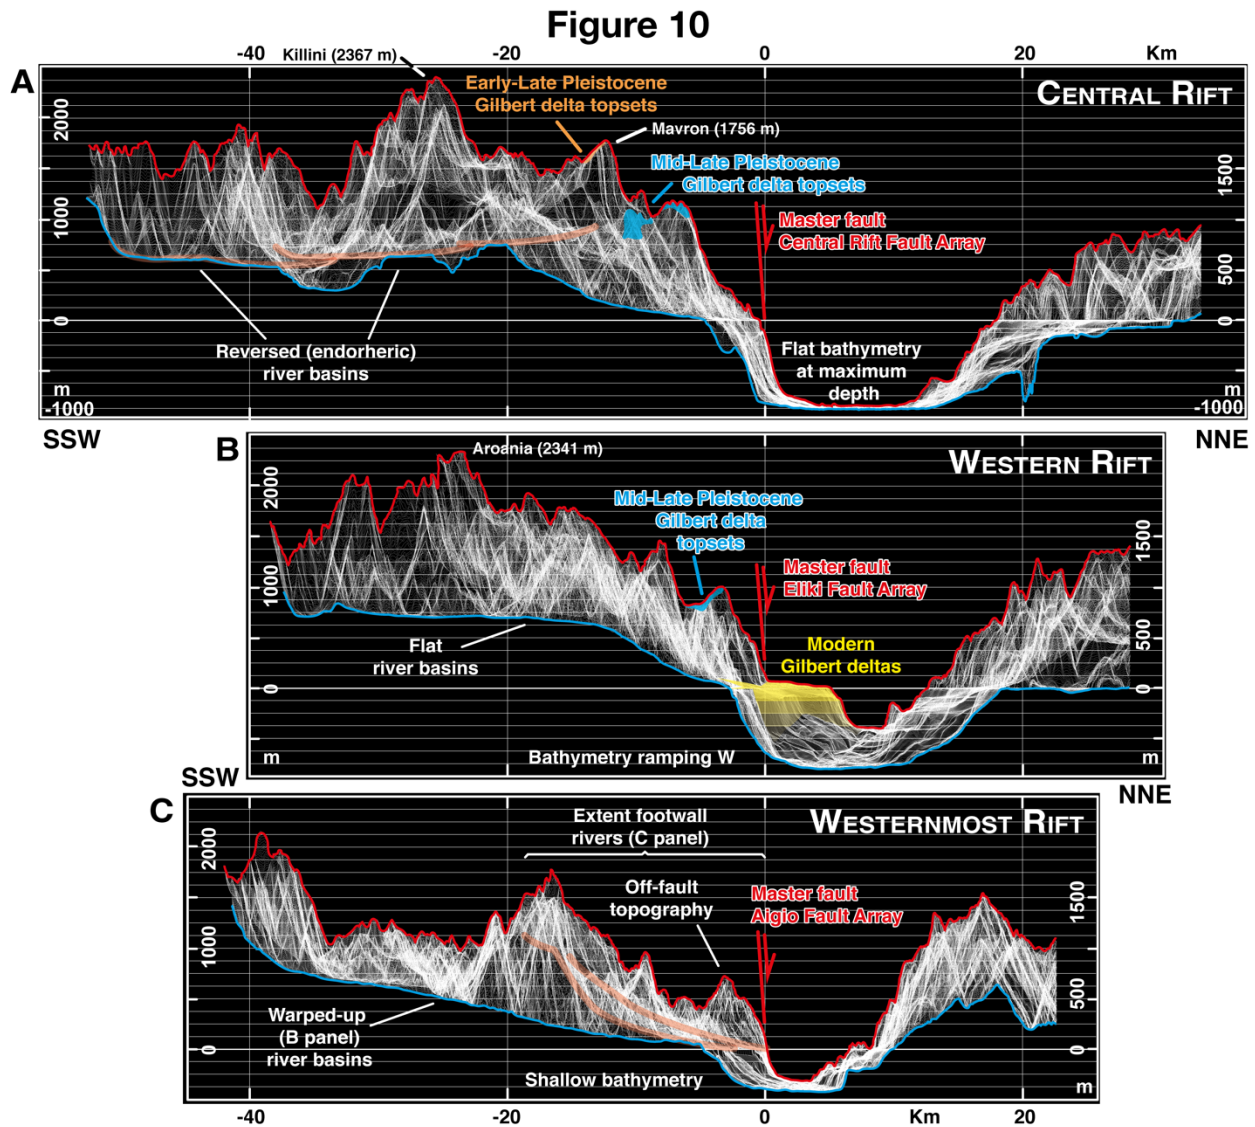 Figure 10
-40
-20
0
20
Km
A
Killini (2367 m)
Early-Late Pleistocene
Gilbert delta topsets
Mavron (1756 m)
Mid-Late Pleistocene
Gilbert delta topsets
CENTRAL RIFT
Master fault
Central Rift Fault Array
2000
1000
0
m
-1000
1500
500
0
m
-1000
Reversed (endorheic)
river basins
Flat bathymetry
at maximum
depth
SSW
NNE
B
Aroania (2341 m)
WESTERN RIFT
Mid-Late Pleistocene
Gilbert delta
topsets
Master fault
Eliki Fault Array
2000
1000
0
m
1500
500
0
m
Flat
river basins
Modern
Gilbert deltas
Bathymetry ramping W
SSW
NNE
C
Extent footwall
rivers (C panel)
WESTERNMOST RIFT
Off-fault
topography
Master fault
Aigio Fault Array
2000
1000
0
1500
500
0
m
Warped-up
(B panel)
river basins
Shallow bathymetry
-40
-20
0
Km
20